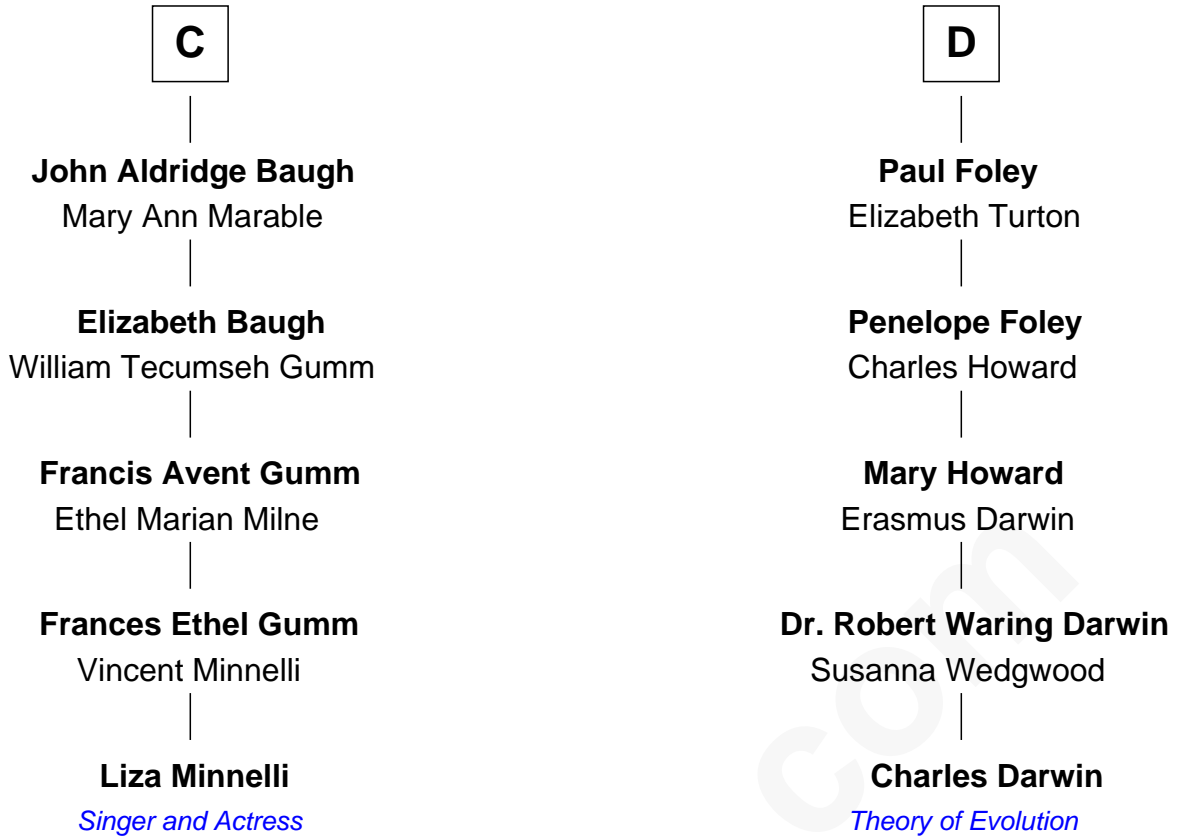 C
John Aldridge Baugh
Mary Ann Marable
Elizabeth Baugh
William Tecumseh Gumm
Francis Avent Gumm
Ethel Marian Milne
Frances Ethel Gumm
Vincent Minnelli
Liza Minnelli
Singer and Actress
D
Paul Foley
Elizabeth Turton
Penelope Foley
Charles Howard
Mary Howard
Erasmus Darwin
Dr. Robert Waring Darwin
Susanna Wedgwood
Charles Darwin
Theory of Evolution
com